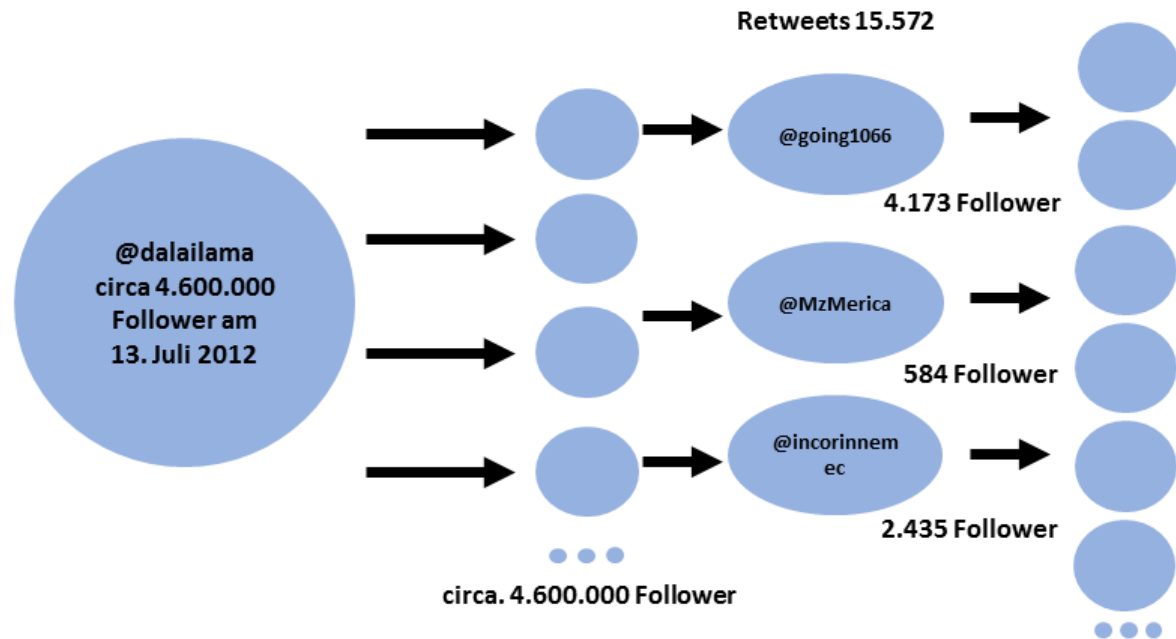 Retweets 15.572
@going1066
4.173 Follower
@dalailama
circa 4.600.000
Follower am
13. Juli 2012
@MzMerica
584 Follower
@incorinnem
ec
2.435 Follower
circa. 4.600.000 Follower